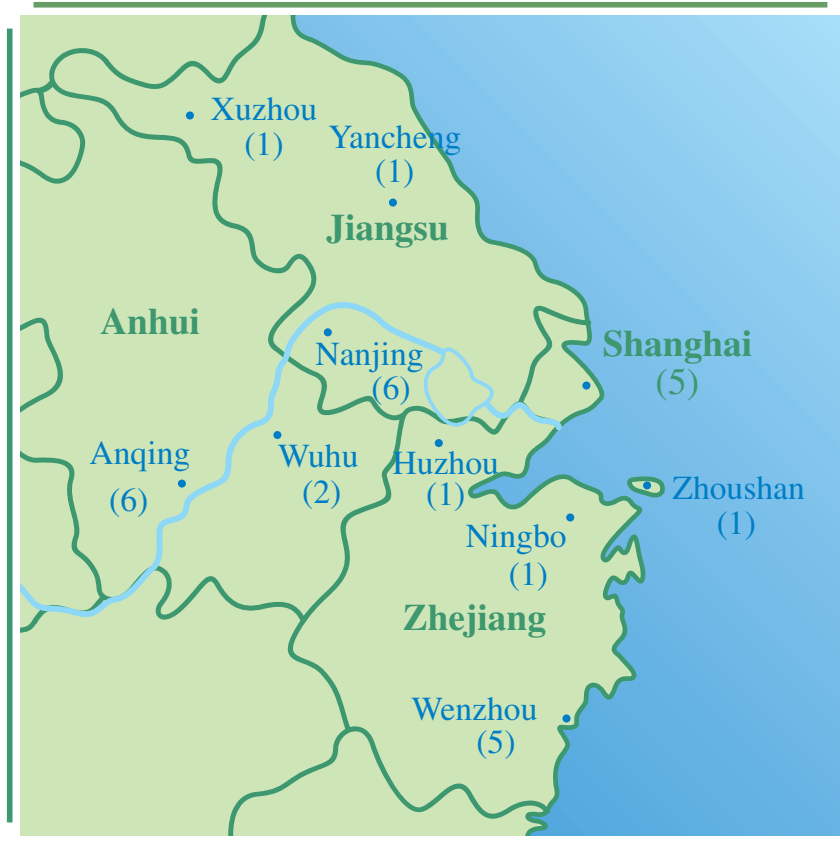 Xuzhou
(1)
Yancheng
(1)
Jiangsu
Anhui
Nanjing
(6)
Shanghai
(5)
Anqing
(6)
Wuhu
(2)
Huzhou
(1)
Zhoushan
(1)
Ningbo
(1)
Zhejiang
Wenzhou
(5)